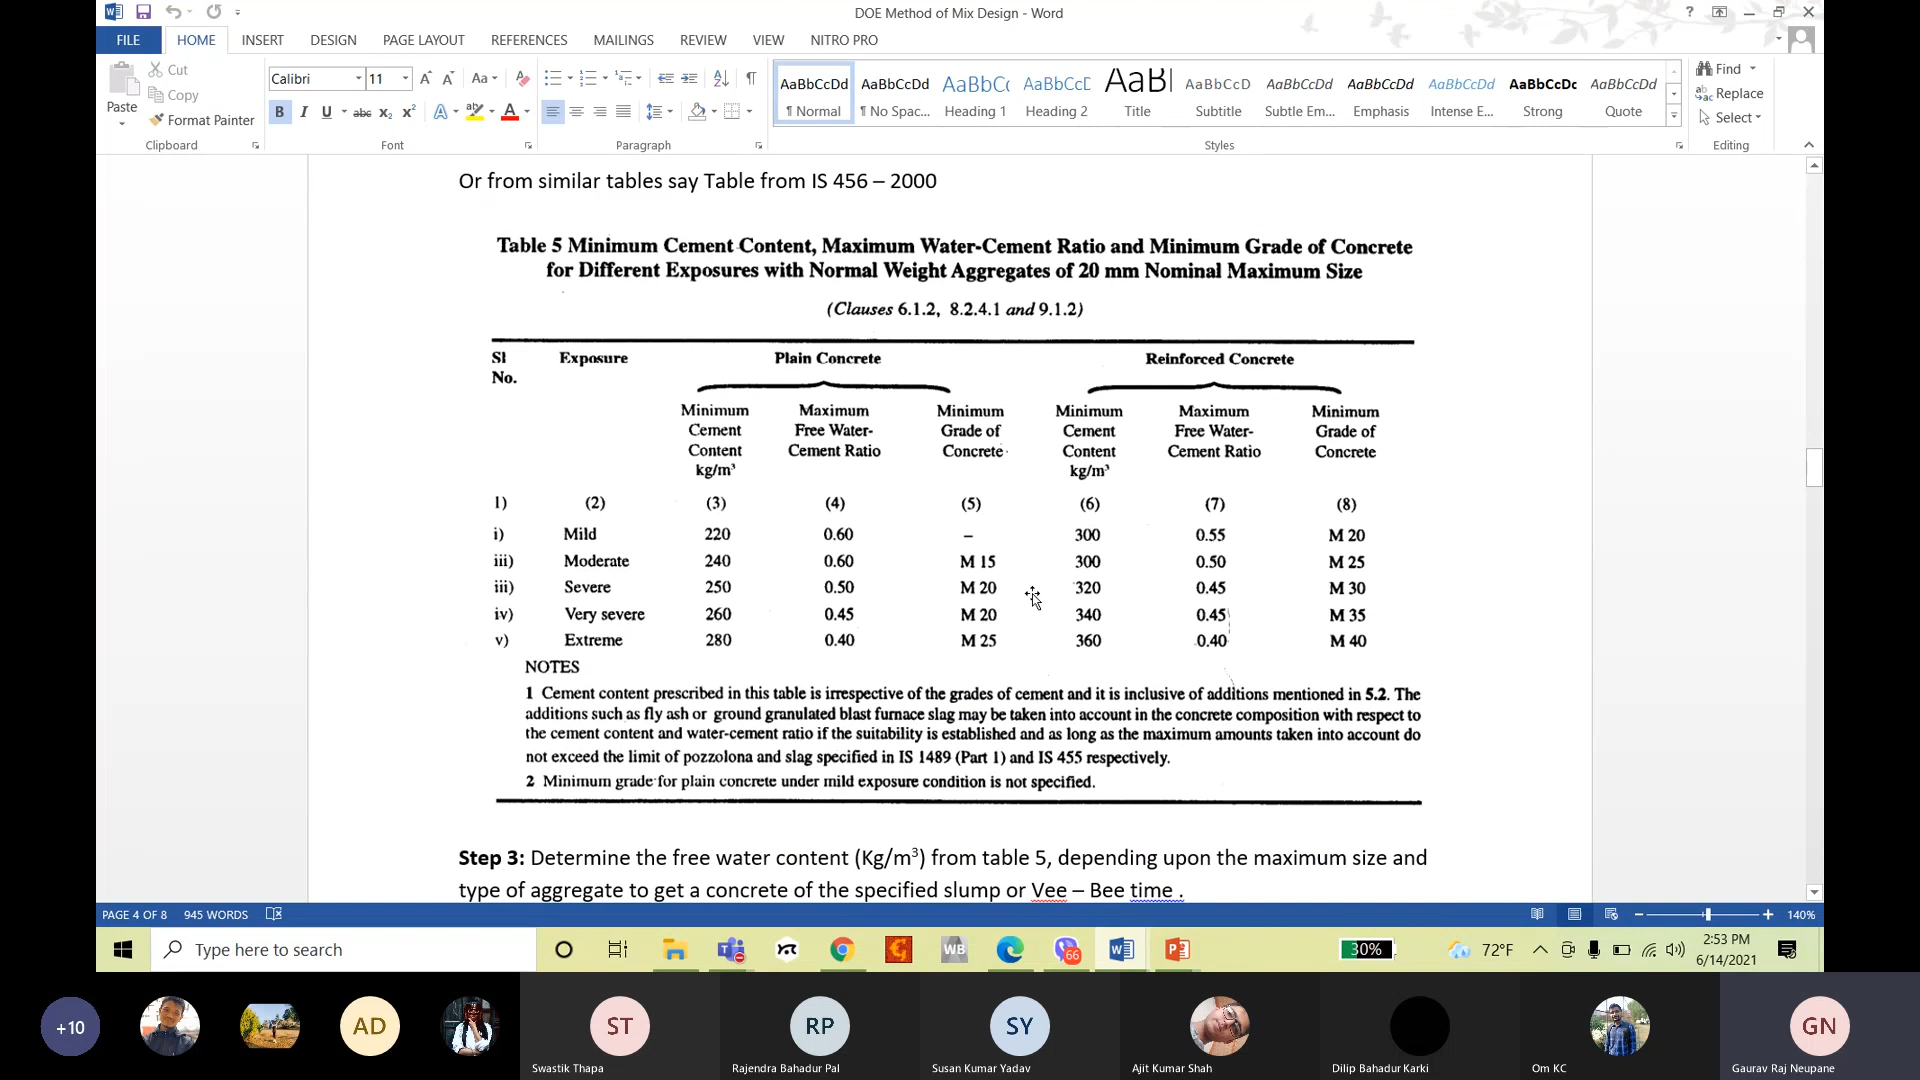 DOE Method of Mix Design - Word
FILE HOME INSERT DESIGN PAGE LAYOUT REFERENCES MAILINGS REVIEW VIEW NITRO PRO
Paste
Cut
Copy
Format Painter
Clipboard
Calibri 11
Font
Paragraph
AaBbCcDd AaBbCcDd AaBbCc AaBbCcE AaB AaBbCcD AaBbCcDd AaBbCcDd AaBbCcDd AaBbCcDc AaBbCcDd
¶ Normal ¶ No Spac... Heading 1 Heading 2 Title Subtitle Subtle Em... Emphasis Intense E... Strong Quote
Styles
Find
Replace
Select
Editing
Or from similar tables say Table from IS 456 – 2000
Table 5 Minimum Cement Content, Maximum Water-Cement Ratio and Minimum Grade of Concrete
for Different Exposures with Normal Weight Aggregates of 20 mm Nominal Maximum Size
(Clauses 6.1.2, 8.2.4.1 and 9.1.2)
Sl Exposure Plain Concrete Reinforced Concrete
No.
Minimum Maximum Minimum Minimum Maximum Minimum
Cement Free Water- Grade of Cement Free Water- Grade of
Content Cement Ratio Concrete Content Cement Ratio Concrete
kg/m³ kg/m³
1) (2) (3) (4) (5) (6) (7) (8)
i) Mild 220 0.60 – 300 0.55 M 20
iii) Moderate 240 0.60 M 15 300 0.50 M 25
iii) Severe 250 0.50 M 20 320 0.45 M 30
iv) Very severe 260 0.45 M 20 340 0.45 M 35
v) Extreme 280 0.40 M 25 360 0.40 M 40
NOTES
1 Cement content prescribed in this table is irrespective of the grades of cement and it is inclusive of additions mentioned in 5.2. The
additions such as fly ash or ground granulated blast furnace slag may be taken into account in the concrete composition with respect to
the cement content and water-cement ratio if the suitability is established and as long as the maximum amounts taken into account do
not exceed the limit of pozzolona and slag specified in IS 1489 (Part 1) and IS 455 respectively.
2 Minimum grade for plain concrete under mild exposure condition is not specified.
Step 3: Determine the free water content (Kg/m³) from table 5, depending upon the maximum size and
type of aggregate to get a concrete of the specified slump or Vee – Bee time .
PAGE 4 OF 8 945 WORDS 140%
Type here to search
WB
66
30%
72°F
2:53 PM
6/14/2021
+10 AD ST RP SY GN
Swastik Thapa Rajendra Bahadur Pal Susan Kumar Yadav Ajit Kumar Shah Dilip Bahadur Karki Om KC Gaurav Raj Neupane